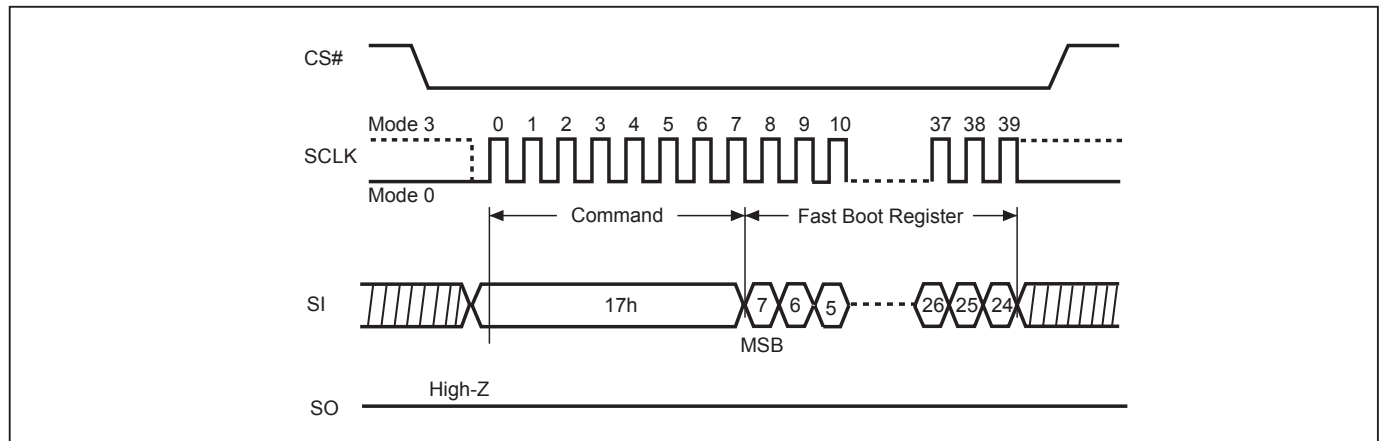 CS#
Mode 3 0 1 2 3 4 5 6 7 8 9 10 37 38 39
SCLK
Mode 0
Command Fast Boot Register
SI 17h 7 6 5 26 25 24
MSB
High-Z
SO